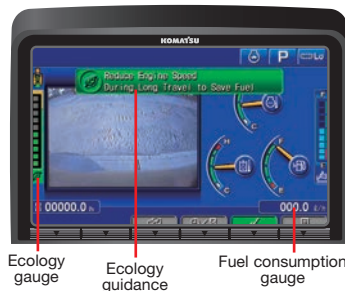 KOMATSU
P
Lo
Reduce Engine Speed
During Long Travel to Save Fuel
H
C
H
C
F
E
00000.0 h
000.0 ℓ/h
Ecology gauge
Ecology guidance
Fuel consumption gauge